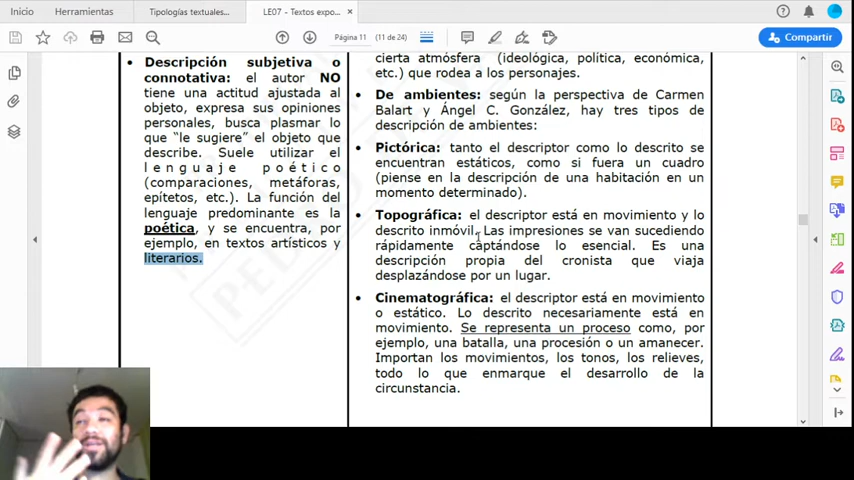 Inicio
Herramientas
Tipologías textuales...
LE07 - Textos expo...
Página 11
(11 de 24)
Compartir
• Descripción subjetiva
connotativa: el autor NO
tiene una actitud ajustada al
objeto, expresa sus opiniones
personales, busca plasmar lo
que “le sugiere” el objeto que
describe. Suele utilizar el
lenguaje poético
(comparaciones, metáforas,
epítetos, etc.). La función del
lenguaje predominante es la
poética, y se encuentra, por
ejemplo, en textos artísticos y
literarios.
cierta atmósfera (ideológica, política, económica,
etc.) que rodea a los personajes.
• De ambientes: según la perspectiva de Carmen
Balart y Ángel C. González, hay tres tipos de
descripción de ambientes:
• Pictórica: tanto el descriptor como lo descrito se
encuentran estáticos, como si fuera un cuadro
(piense en la descripción de una habitación en un
momento determinado).
• Topográfica: el descriptor está en movimiento y lo
descrito inmóvil. Las impresiones se van sucediendo
rápidamente captándose lo esencial. Es una
descripción propia del cronista que viaja
desplazándose por un lugar.
• Cinematográfica: el descriptor está en movimiento
o estático. Lo descrito necesariamente está en
movimiento. Se representa un proceso como, por
ejemplo, una batalla, una procesión o un amanecer.
Importan los movimientos, los tonos, los relieves,
todo lo que enmarque el desarrollo de la
circunstancia.